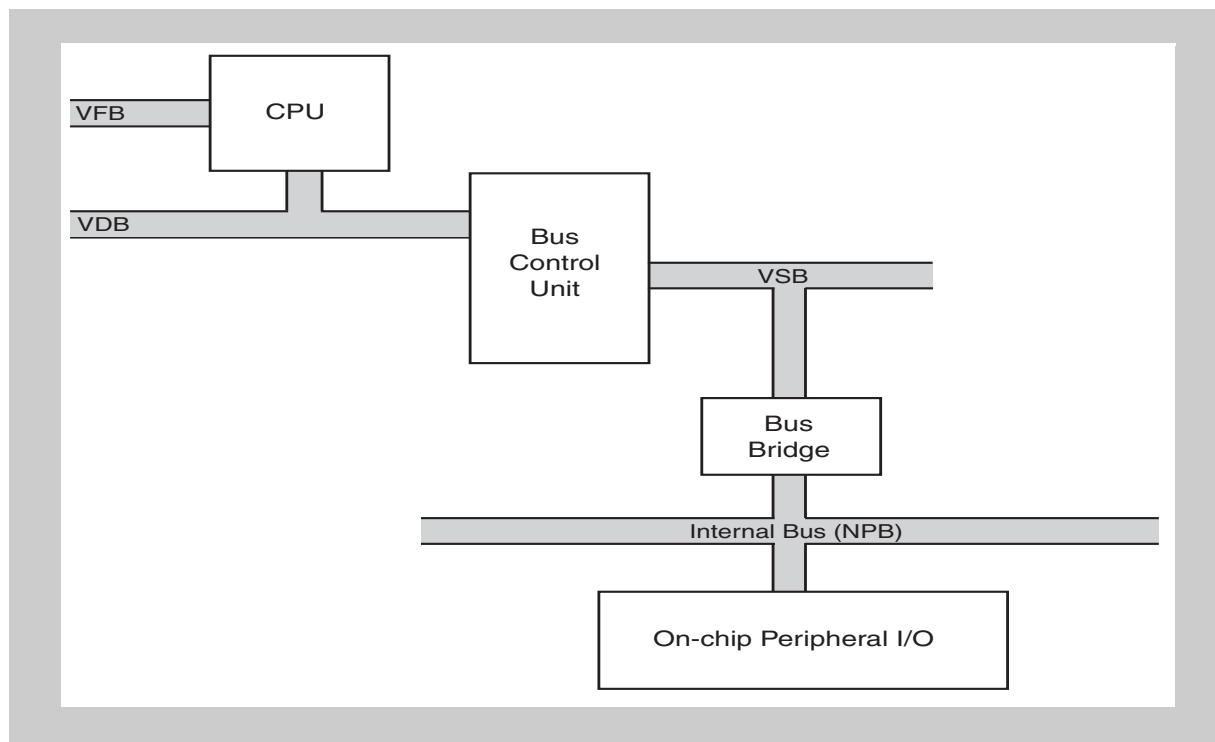 VFB
CPU
VDB
Bus
Control
Unit
VSB
Bus
Bridge
Internal Bus (NPB)
On-chip Peripheral I/O